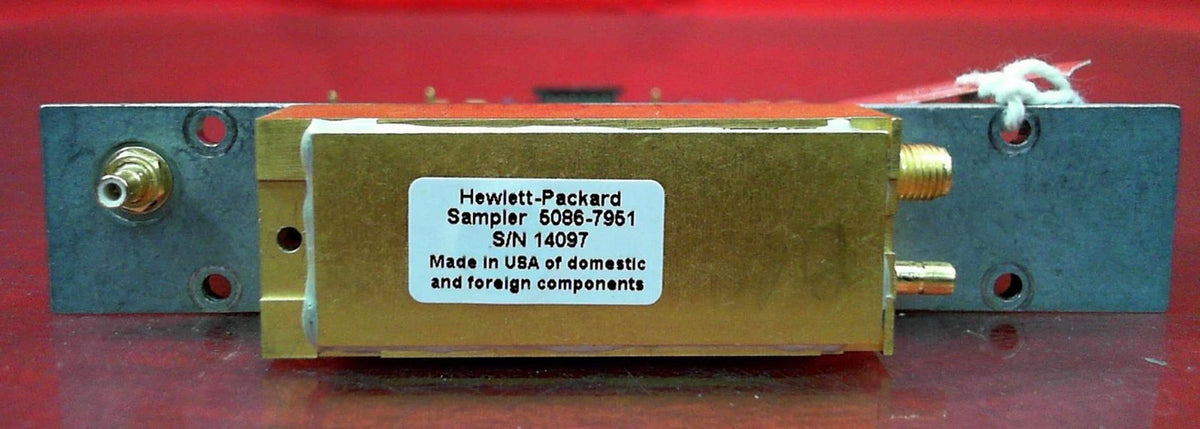 Hewlett-Packard
Sampler 5086-7951
S/N 14097
Made in USA of domestic
and foreign components